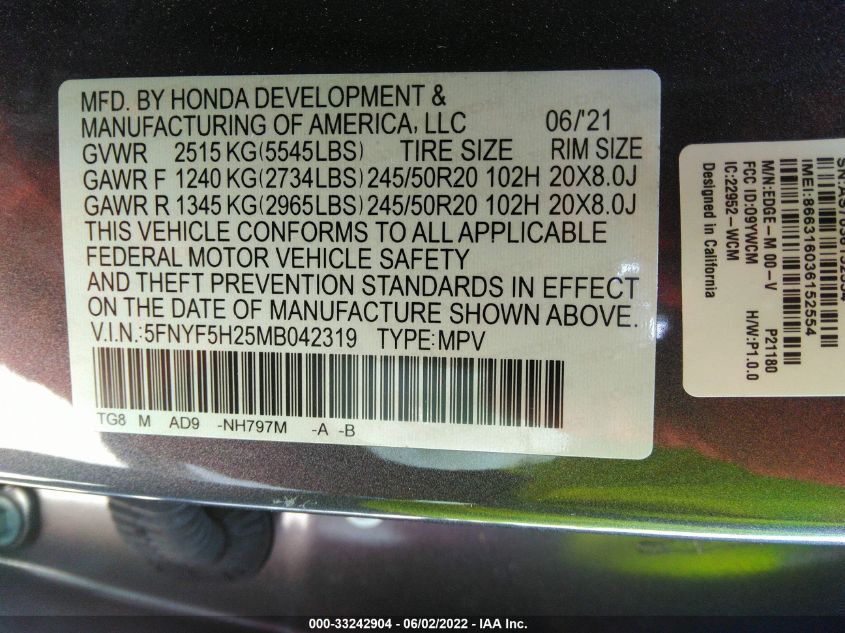 MFD. BY HONDA DEVELOPMENT &
MANUFACTURING OF AMERICA, LLC 06/'21
GVWR 2515 KG(5545LBS) TIRE SIZE RIM SIZE
GAWR F 1240 KG(2734LBS) 245/50R20 102H 20X8.0J
GAWR R 1345 KG(2965LBS) 245/50R20 102H 20X8.0J
THIS VEHICLE CONFORMS TO ALL APPLICABLE
FEDERAL MOTOR VEHICLE SAFETY
AND THEFT PREVENTION STANDARDS IN EFFECT
ON THE DATE OF MANUFACTURE SHOWN ABOVE.
V.I.N.:5FNYF5H25MB042319 TYPE:MPV
TG8 M AD9 -NH797M -A -B
IMEI:866316036152554
M/N:EDGE-M 00-V P21180
FCC ID:09YWCM H/W:P1.0.0
IC:22952-WCM
Designed in California
000-33242904 - 06/02/2022 - IAA Inc.